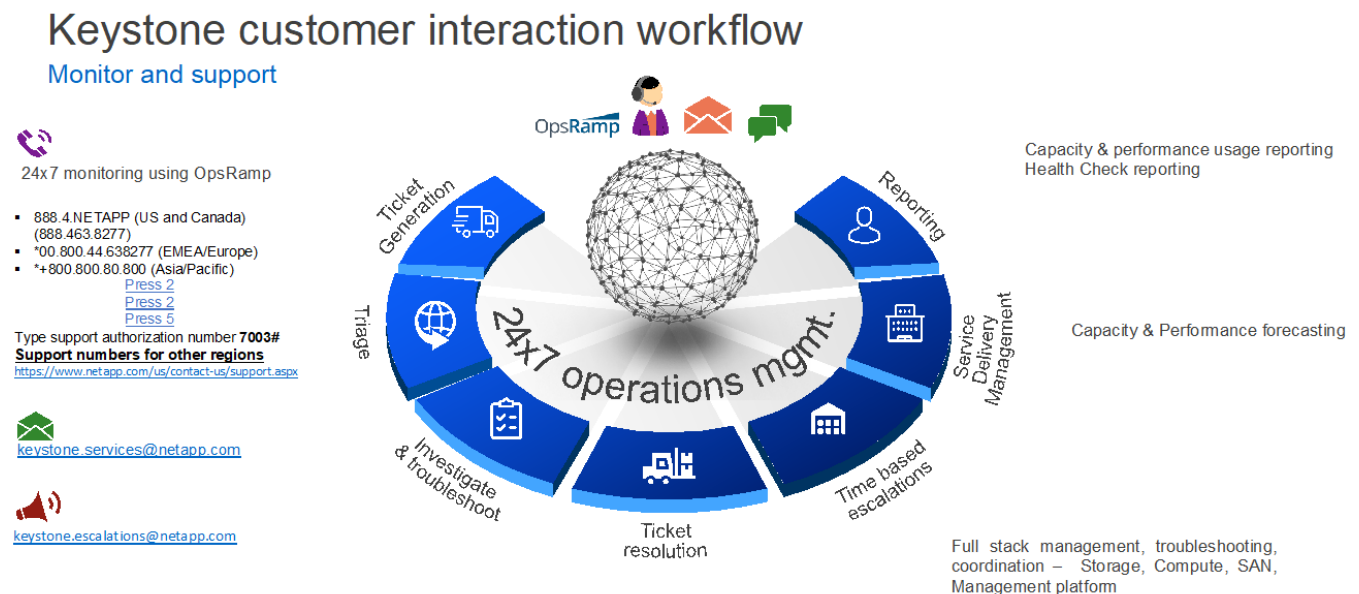 Keystone customer interaction workflow
Monitor and support
OpsRamp
24x7 monitoring using OpsRamp
▪ 888.4.NETAPP (US and Canada)
(888.463.8277)
▪ *00.800.44.638277 (EMEA/Europe)
▪ *+800.800.80.800 (Asia/Pacific)
Press 2
Press 2
Press 5
Type support authorization number 7003#
Support numbers for other regions
https://www.netapp.com/us/contact-us/support.aspx
keystone.services@netapp.com
keystone.escalations@netapp.com
Ticket
Generation
Triage
Investigate
& troubleshoot
Ticket
resolution
Time based
escalations
Service
Delivery
Management
Reporting
24x7 operations mgmt.
Capacity & performance usage reporting
Health Check reporting
Capacity & Performance forecasting
Full stack management, troubleshooting,
coordination – Storage, Compute, SAN,
Management platform